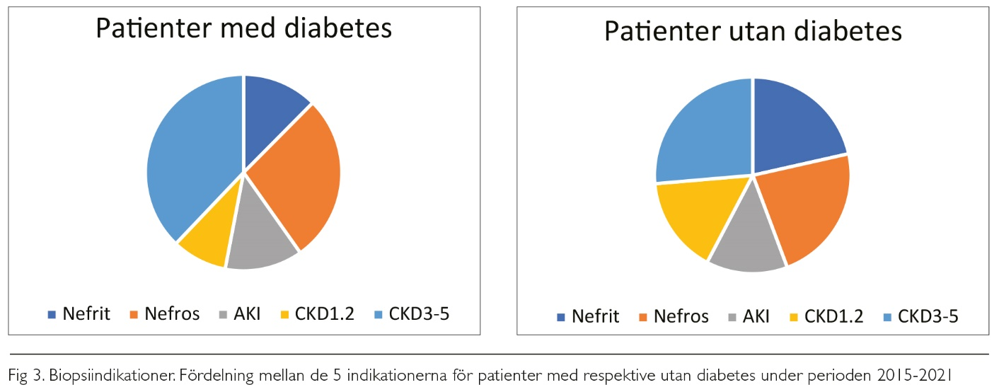 Patienter med diabetes
Nefrit Nefros AKI CKD1.2 CKD3-5
Patienter utan diabetes
Nefrit Nefros AKI CKD1.2 CKD3-5
Fig 3. Biopsiindikationer. Fördelning mellan de 5 indikationerna för patienter med respektive utan diabetes under perioden 2015-2021